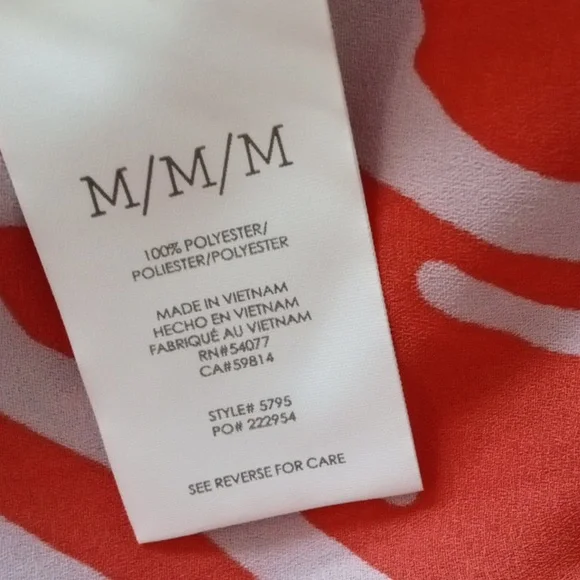 M/M/M
100% POLYESTER/
POLIESTER/POLYESTER
MADE IN VIETNAM
HECHO EN VIETNAM
FABRIQUÉ AU VIETNAM
RN#54077
CA#59814
STYLE# 5795
PO# 222954
SEE REVERSE FOR CARE